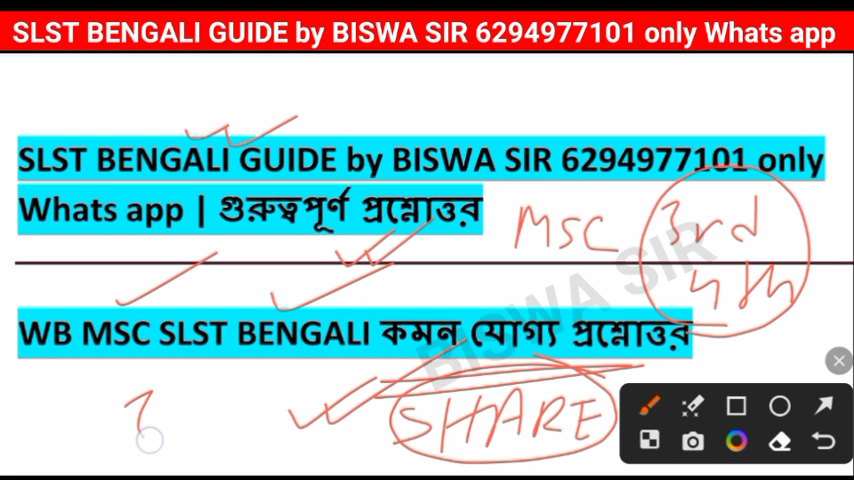 SLST BENGALI GUIDE by BISWA SIR 6294977101 only Whats app
SLST BENGALI GUIDE by BISWA SIR 6294977101 only
Whats app | গুরুত্বপূর্ণ প্রশ্নোত্তর
MSC 3rd
BISWA SIR
WB MSC SLST BENGALI কমন যোগ্য প্রশ্নোত্তর
SHARE